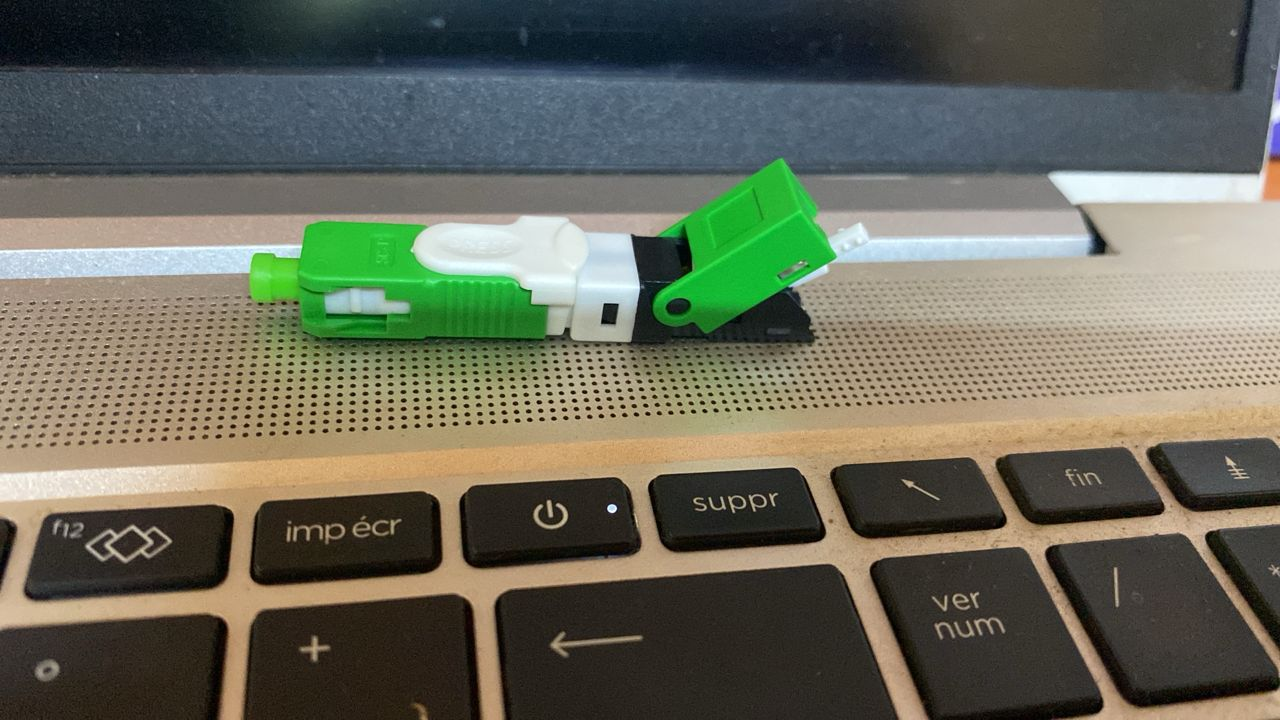 f12
imp écr
suppr
fin
ver
num
/
*
°
+